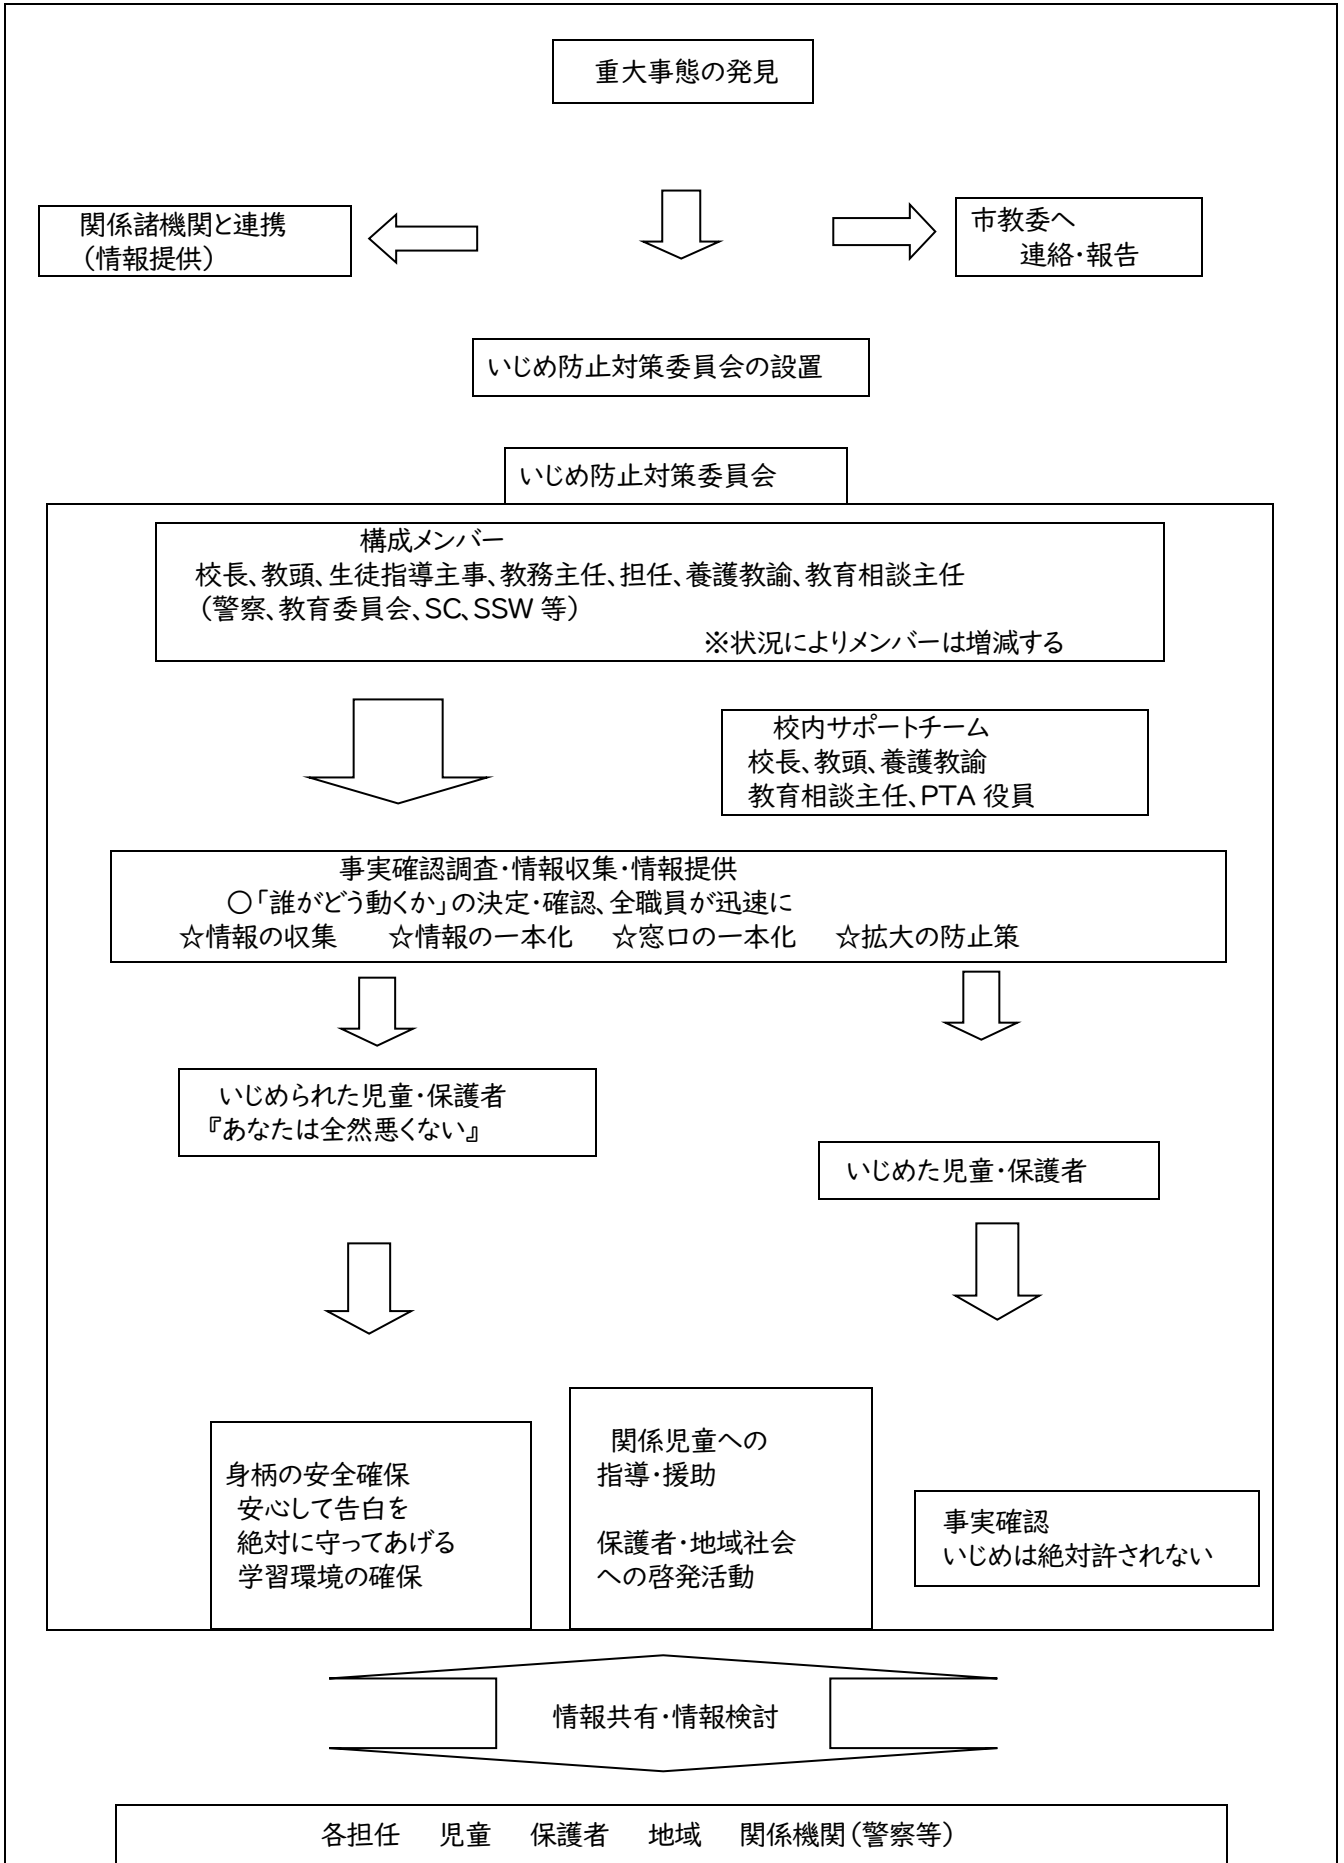 重大事態の発見
関係諸機関と連携
（情報提供）
市教委へ
連絡・報告
いじめ防止対策委員会の設置
いじめ防止対策委員会
構成メンバー
校長、教頭、生徒指導主事、教務主任、担任、養護教諭、教育相談主任
（警察、教育委員会、SC、SSW 等）
※状況によりメンバーは増減する
校内サポートチーム
校長、教頭、養護教諭
教育相談主任、PTA 役員
事実確認調査・情報収集・情報提供
○「誰がどう動くか」の決定・確認、全職員が迅速に
☆情報の収集　☆情報の一本化　☆窓口の一本化　☆拡大の防止策
いじめられた児童・保護者
『あなたは全然悪くない』
いじめた児童・保護者
身柄の安全確保
安心して告白を
絶対に守ってあげる
学習環境の確保
関係児童への
指導・援助
保護者・地域社会
への啓発活動
事実確認
いじめは絶対許されない
情報共有・情報検討
各担任　児童　保護者　地域　関係機関（警察等）